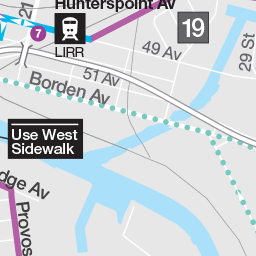 Hunterspoint Av
21
7
LIRR
49 Av
19
29 St
51 Av
Borden Av
Use West
Sidewalk
dge Av
Provos